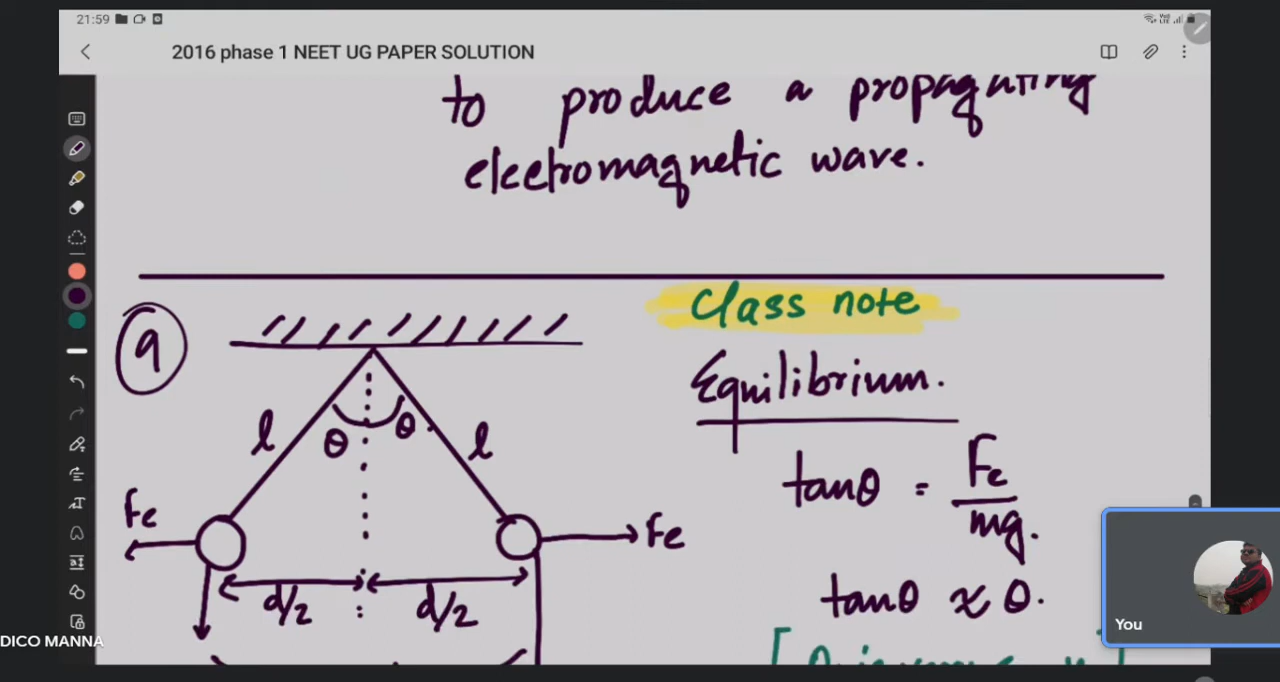 21:59
2016 phase 1 NEET UG PAPER SOLUTION
to produce a propagating
electromagnetic wave.
Class note
9
Equilibrium.
θ θ
l l
tanθ = Fe
mg.
Fe Fe
d/2 d/2
tanθ ≈ θ.
You
DICO MANNA